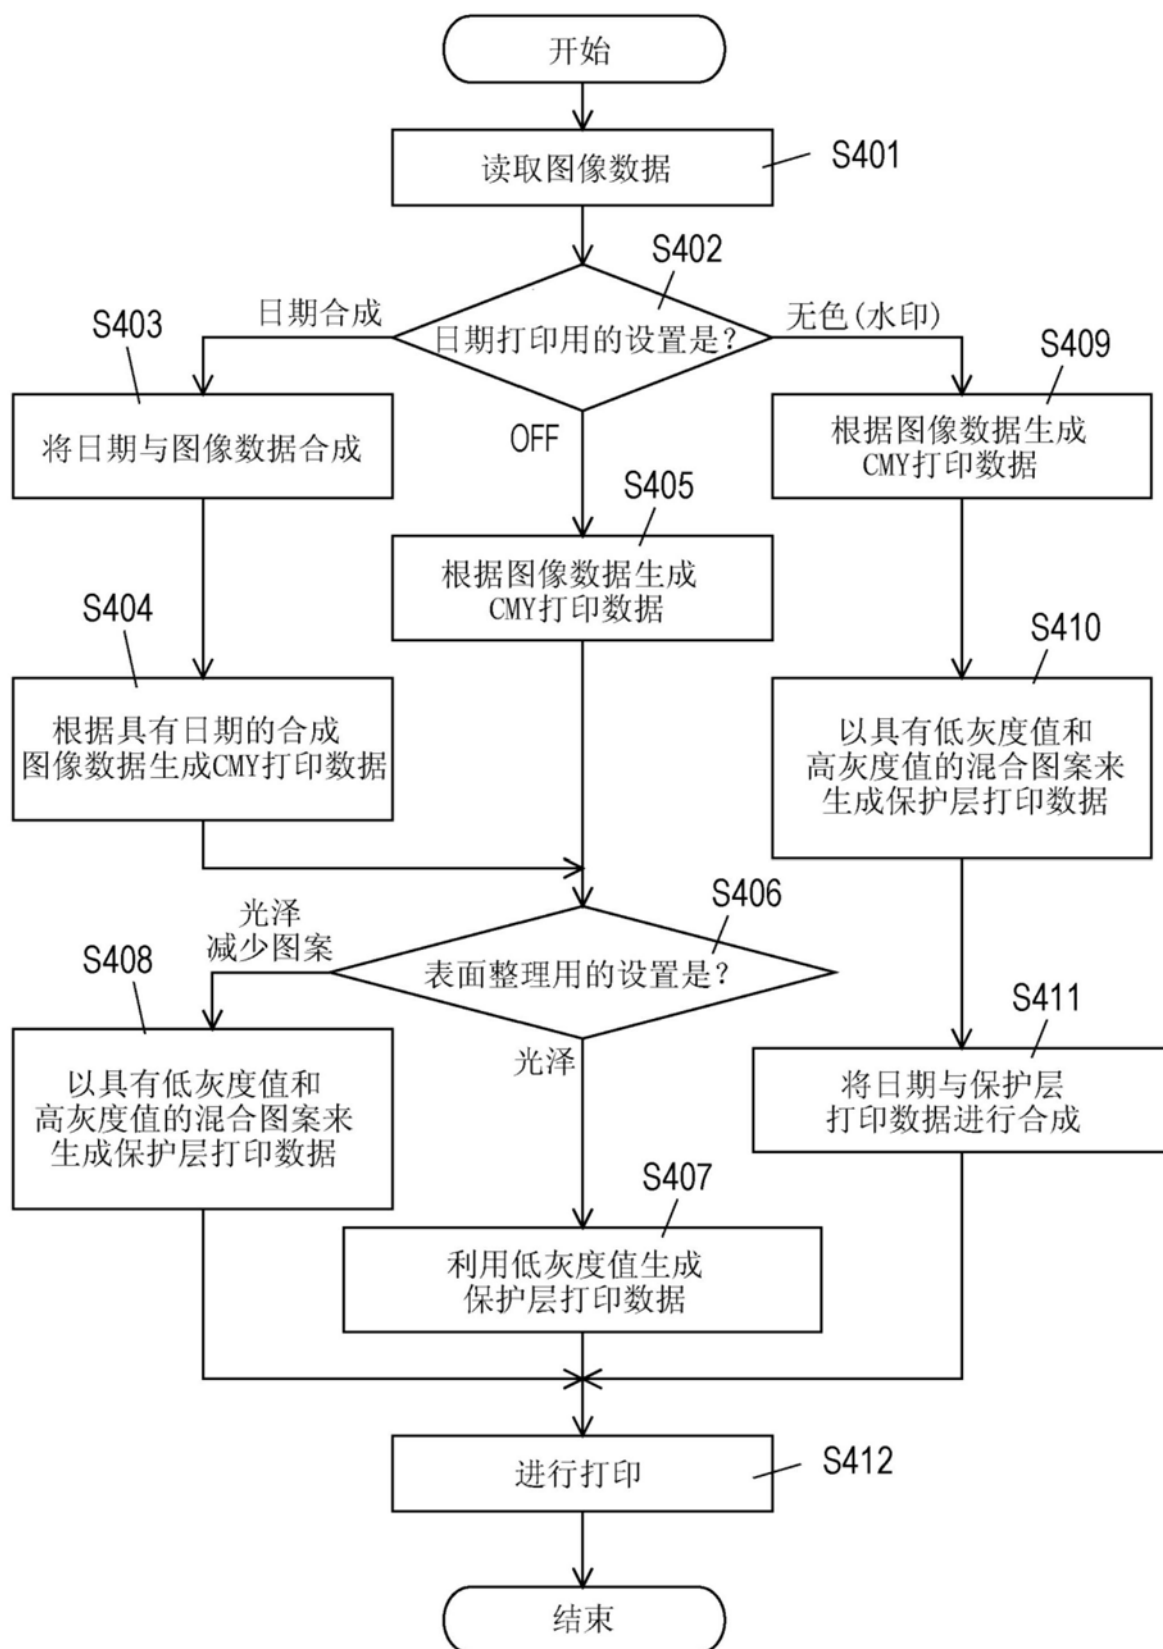 开始
读取图像数据
S401
S402
日期打印用的设置是?
日期合成
无色(水印)
OFF
S403
将日期与图像数据合成
S409
根据图像数据生成
CMY打印数据
S405
根据图像数据生成
CMY打印数据
S404
根据具有日期的合成
图像数据生成CMY打印数据
S410
以具有低灰度值和
高灰度值的混合图案来
生成保护层打印数据
S406
表面整理用的设置是?
光泽
减少图案
光泽
S408
以具有低灰度值和
高灰度值的混合图案来
生成保护层打印数据
S411
将日期与保护层
打印数据进行合成
S407
利用低灰度值生成
保护层打印数据
进行打印
S412
结束